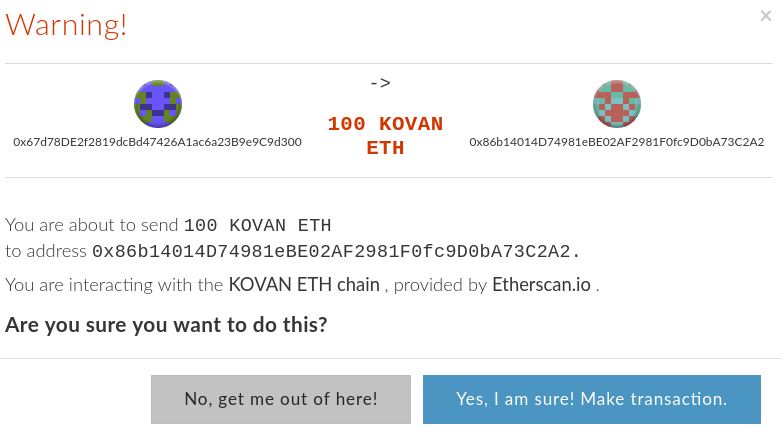 Warning!
×
->
0x67d78DE2f2819dcBd47426A1ac6a23B9e9C9d300
100 KOVAN
ETH
0x86b14014D74981eBE02AF2981F0fc9D0bA73C2A2
You are about to send 100 KOVAN ETH
to address 0x86b14014D74981eBE02AF2981F0fc9D0bA73C2A2.
You are interacting with the KOVAN ETH chain , provided by Etherscan.io .
Are you sure you want to do this?
No, get me out of here!
Yes, I am sure! Make transaction.